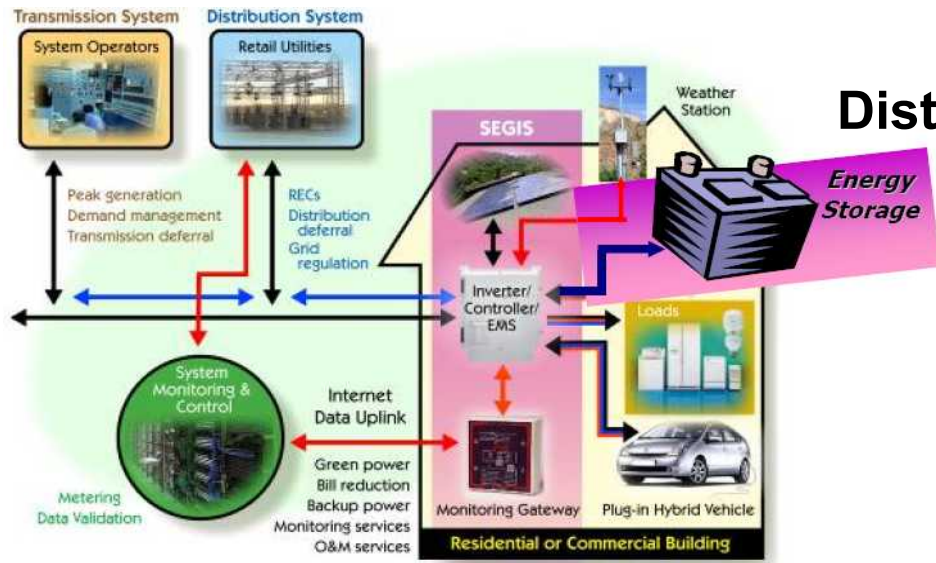 Transmission System
Distribution System
System Operators
Retail Utilities
Weather
Station
Dist
SEGIS
Energy
Storage
Peak generation
Demand management
Transmission deferral
RECs
Distribution
deferral
Grid
regulation
Inverter/
Controller/
EMS
Loads
System
Monitoring &
Control
Internet
Data Uplink
Green power
Bill reduction
Backup power
Monitoring services
O&M services
Metering
Data Validation
Monitoring Gateway
Plug-in Hybrid Vehicle
Residential or Commercial Building